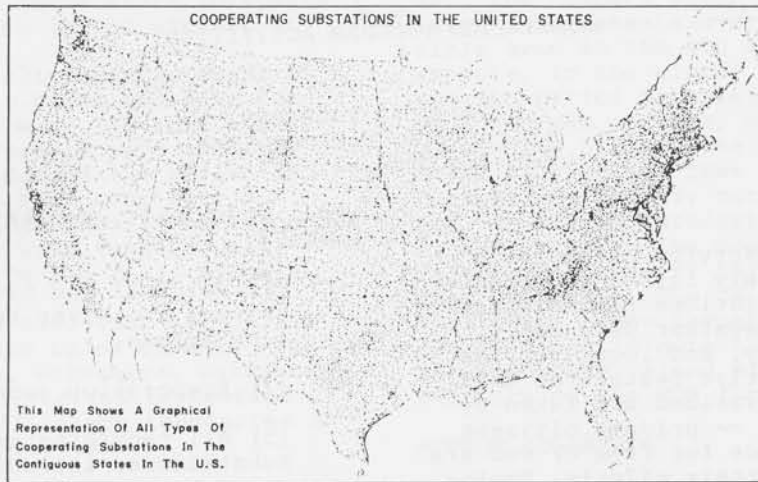 COOPERATING SUBSTATIONS IN THE UNITED STATES
This Map Shows A Graphical
Representation Of All Types Of
Cooperating Substations In The
Contiguous States In The U.S.